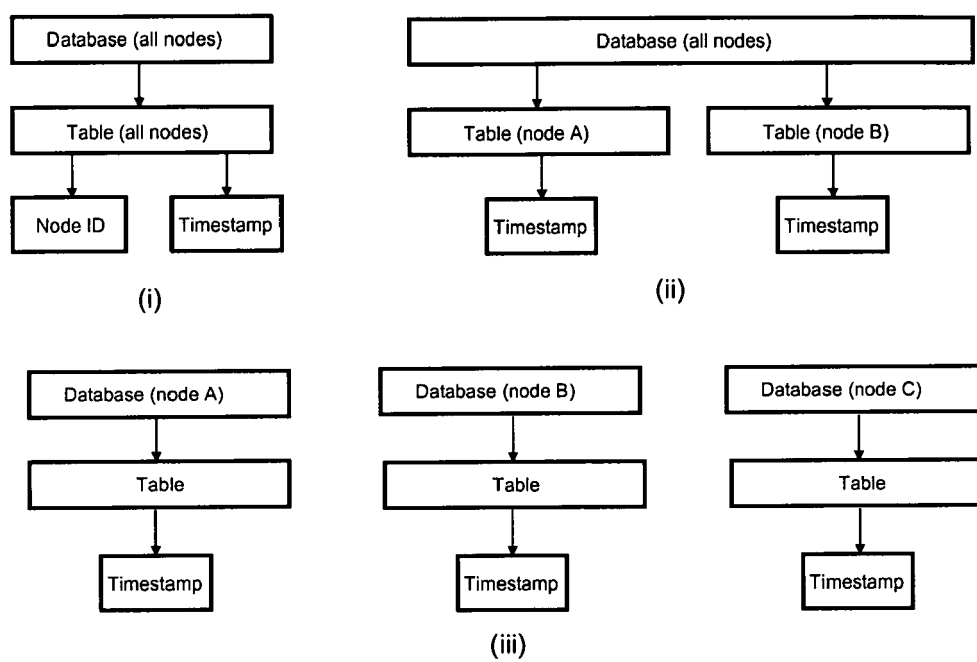 Database (all nodes)
Table (all nodes)
Node ID
Timestamp
(i)
Database (all nodes)
Table (node A)
Table (node B)
Timestamp
Timestamp
(ii)
Database (node A)
Database (node B)
Database (node C)
Table
Table
Table
Timestamp
Timestamp
Timestamp
(iii)